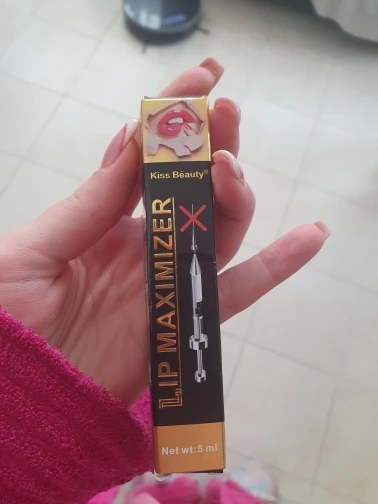 Kiss Beauty®
LIP MAXIMIZER
Net wt:5 ml